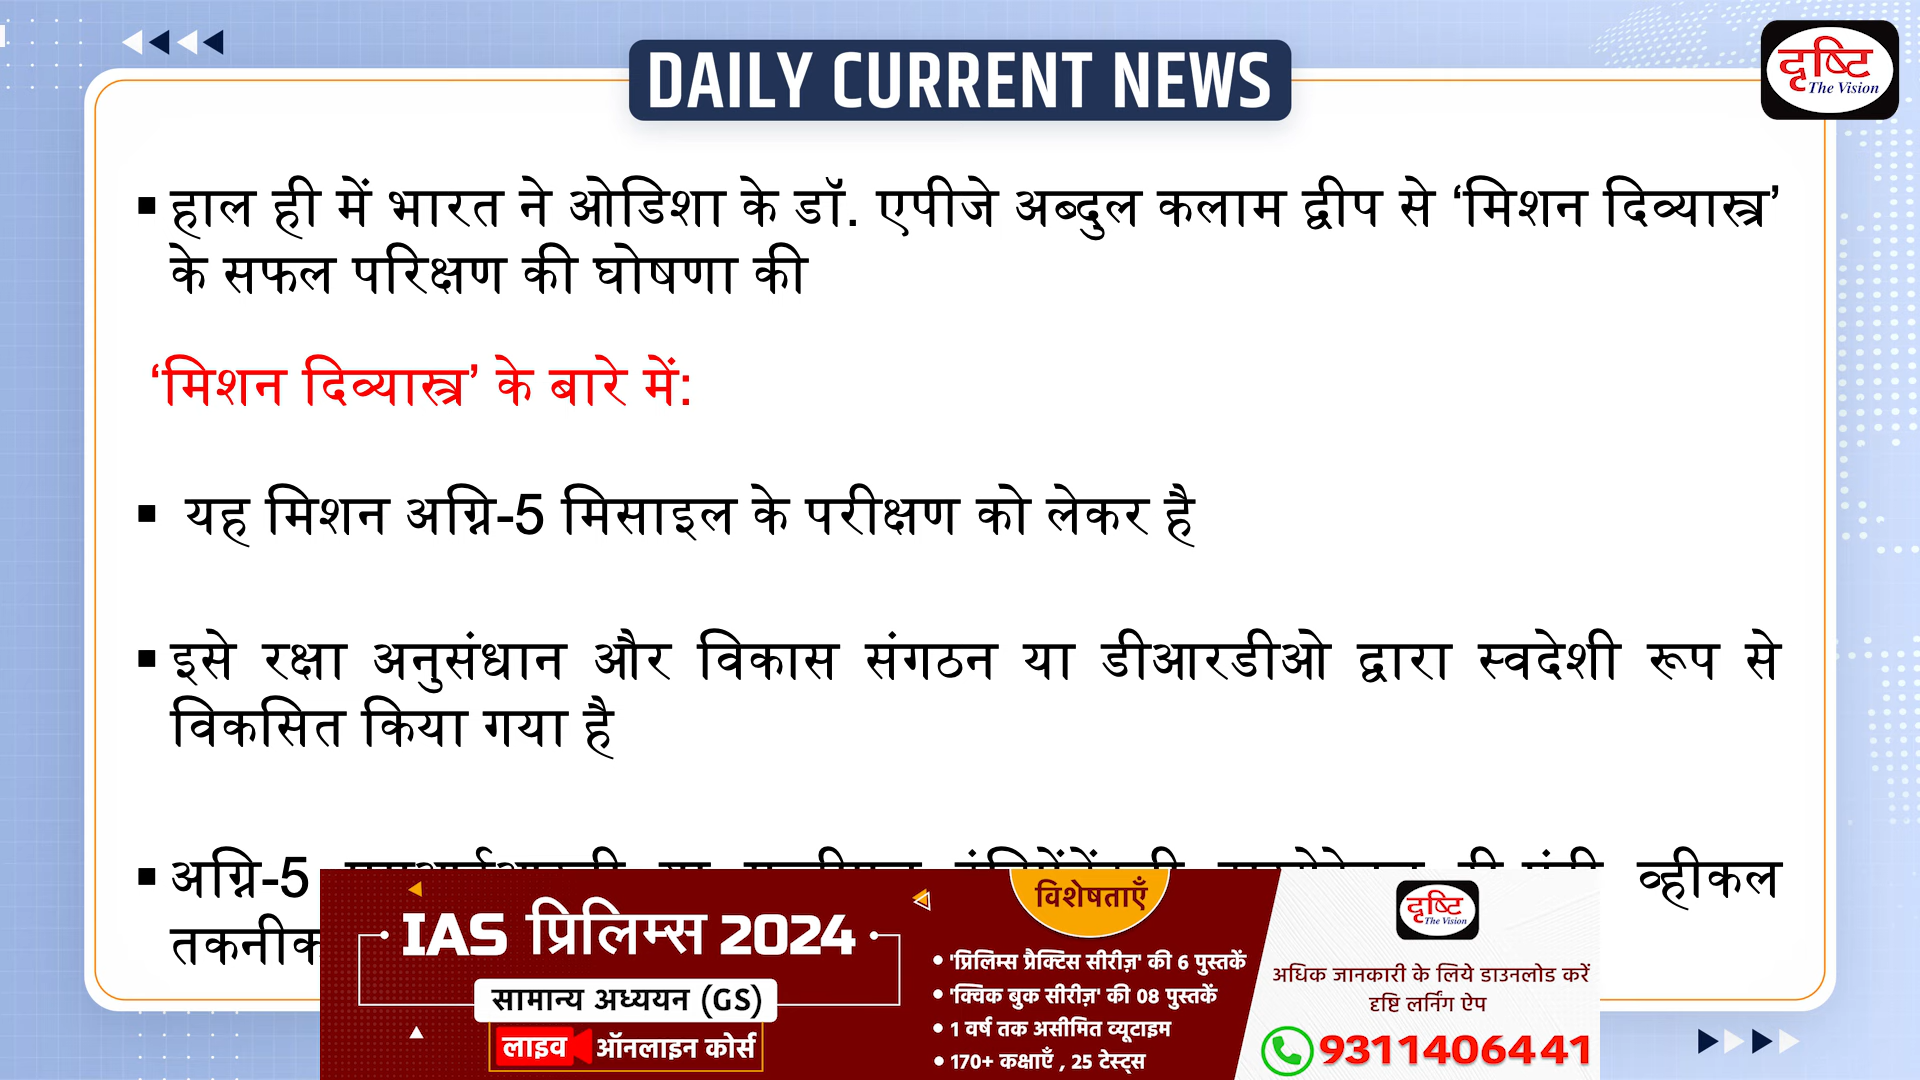 DAILY CURRENT NEWS
दृष्टि
The Vision
▪ हाल ही में भारत ने ओडिशा के डॉ. एपीजे अब्दुल कलाम द्वीप से ‘मिशन दिव्यास्त्र’
के सफल परिक्षण की घोषणा की
‘मिशन दिव्यास्त्र’ के बारे में:
▪ यह मिशन अग्नि-5 मिसाइल के परीक्षण को लेकर है
▪ इसे रक्षा अनुसंधान और विकास संगठन या डीआरडीओ द्वारा स्वदेशी रूप से
विकसित किया गया है
▪ अग्नि-5 व्हीकल
तकनीक
IAS प्रिलिम्स 2024
सामान्य अध्ययन (GS)
लाइव ऑनलाइन कोर्स
विशेषताएँ
• 'प्रिलिम्स प्रैक्टिस सीरीज़' की 6 पुस्तकें
• 'क्विक बुक सीरीज़' की 08 पुस्तकें
• 1 वर्ष तक असीमित व्यूटाइम
• 170+ कक्षाएँ , 25 टेस्ट्स
दृष्टि
The Vision
अधिक जानकारी के लिये डाउनलोड करें
दृष्टि लर्निंग ऐप
9311406441